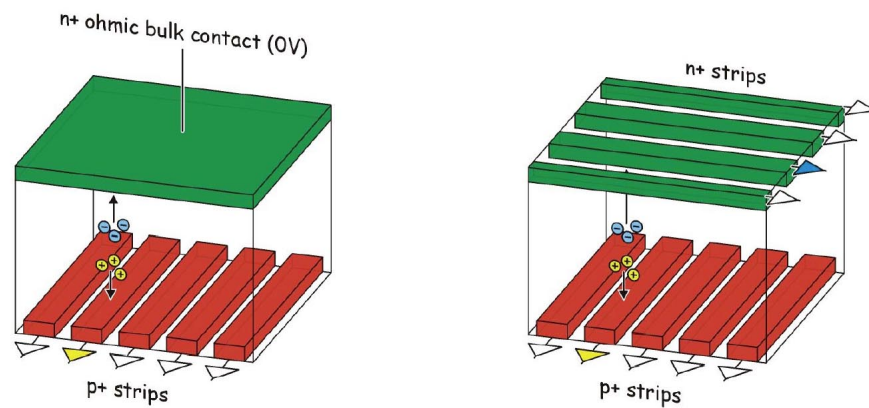 n+ ohmic bulk contact (0V)
n+ strips
p+ strips
p+ strips